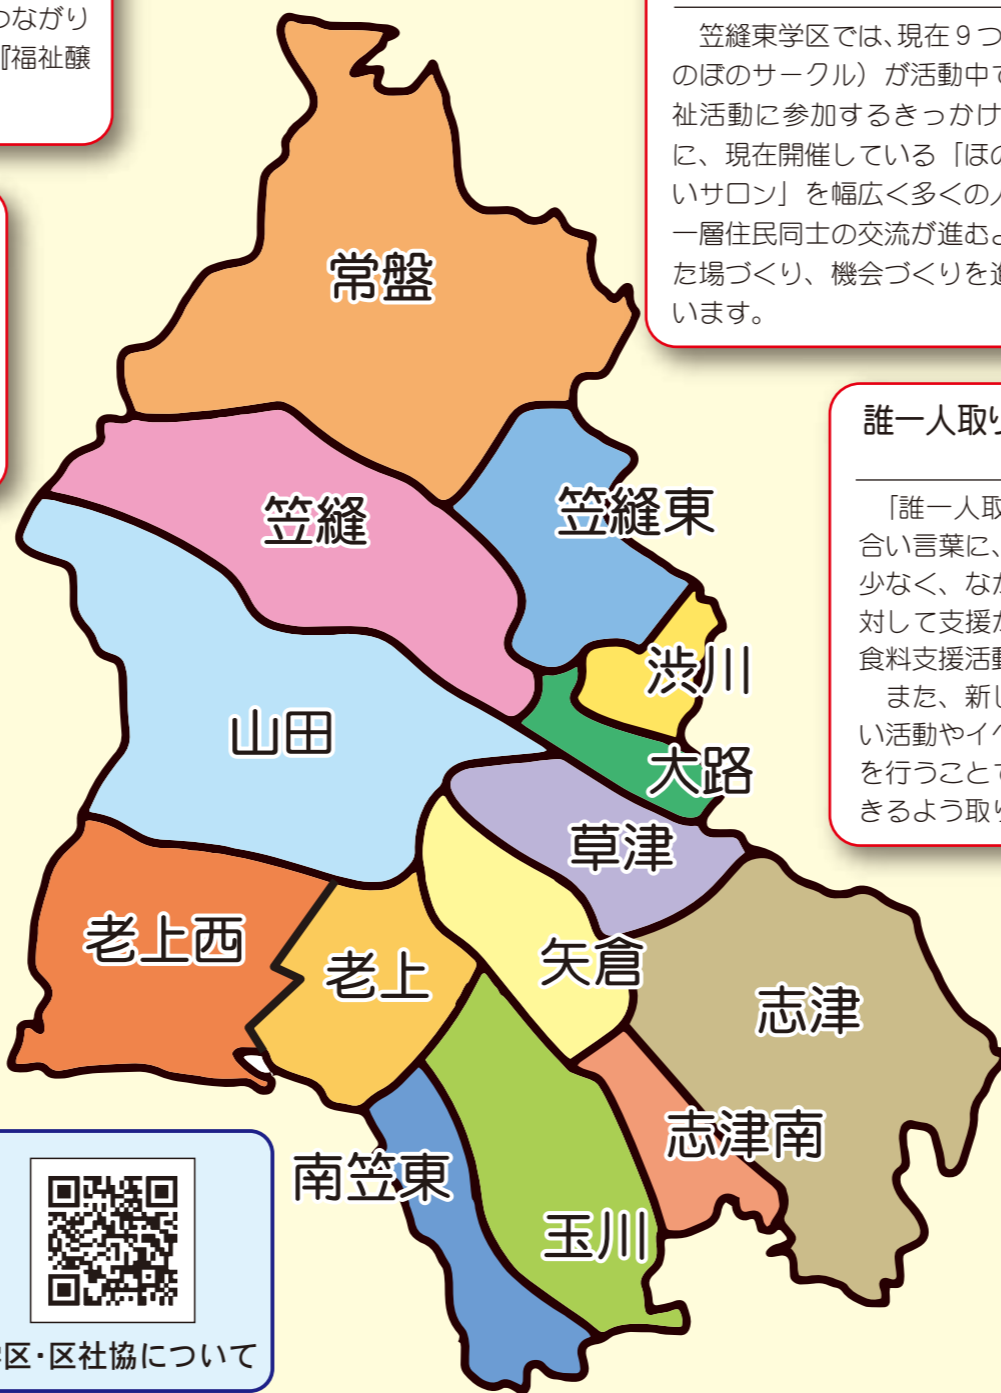 つながり
『福祉醸
笠縫東学区では、現在９つ
のぼのサークル）が活動中で
祉活動に参加するきっかけ
に、現在開催している「ほの
いサロン」を幅広く多くの人
一層住民同士の交流が進むよ
た場づくり、機会づくりを進
います。
誰一人取り
「誰一人取
合い言葉に、
少なく、なか
対して支援か
食料支援活動
また、新し
い活動やイベ
を行うことで
きるよう取り
常盤
笠縫
笠縫東
渋川
山田
大路
草津
老上西
老上
矢倉
志津
志津南
南笠東
玉川
学区・区社協について